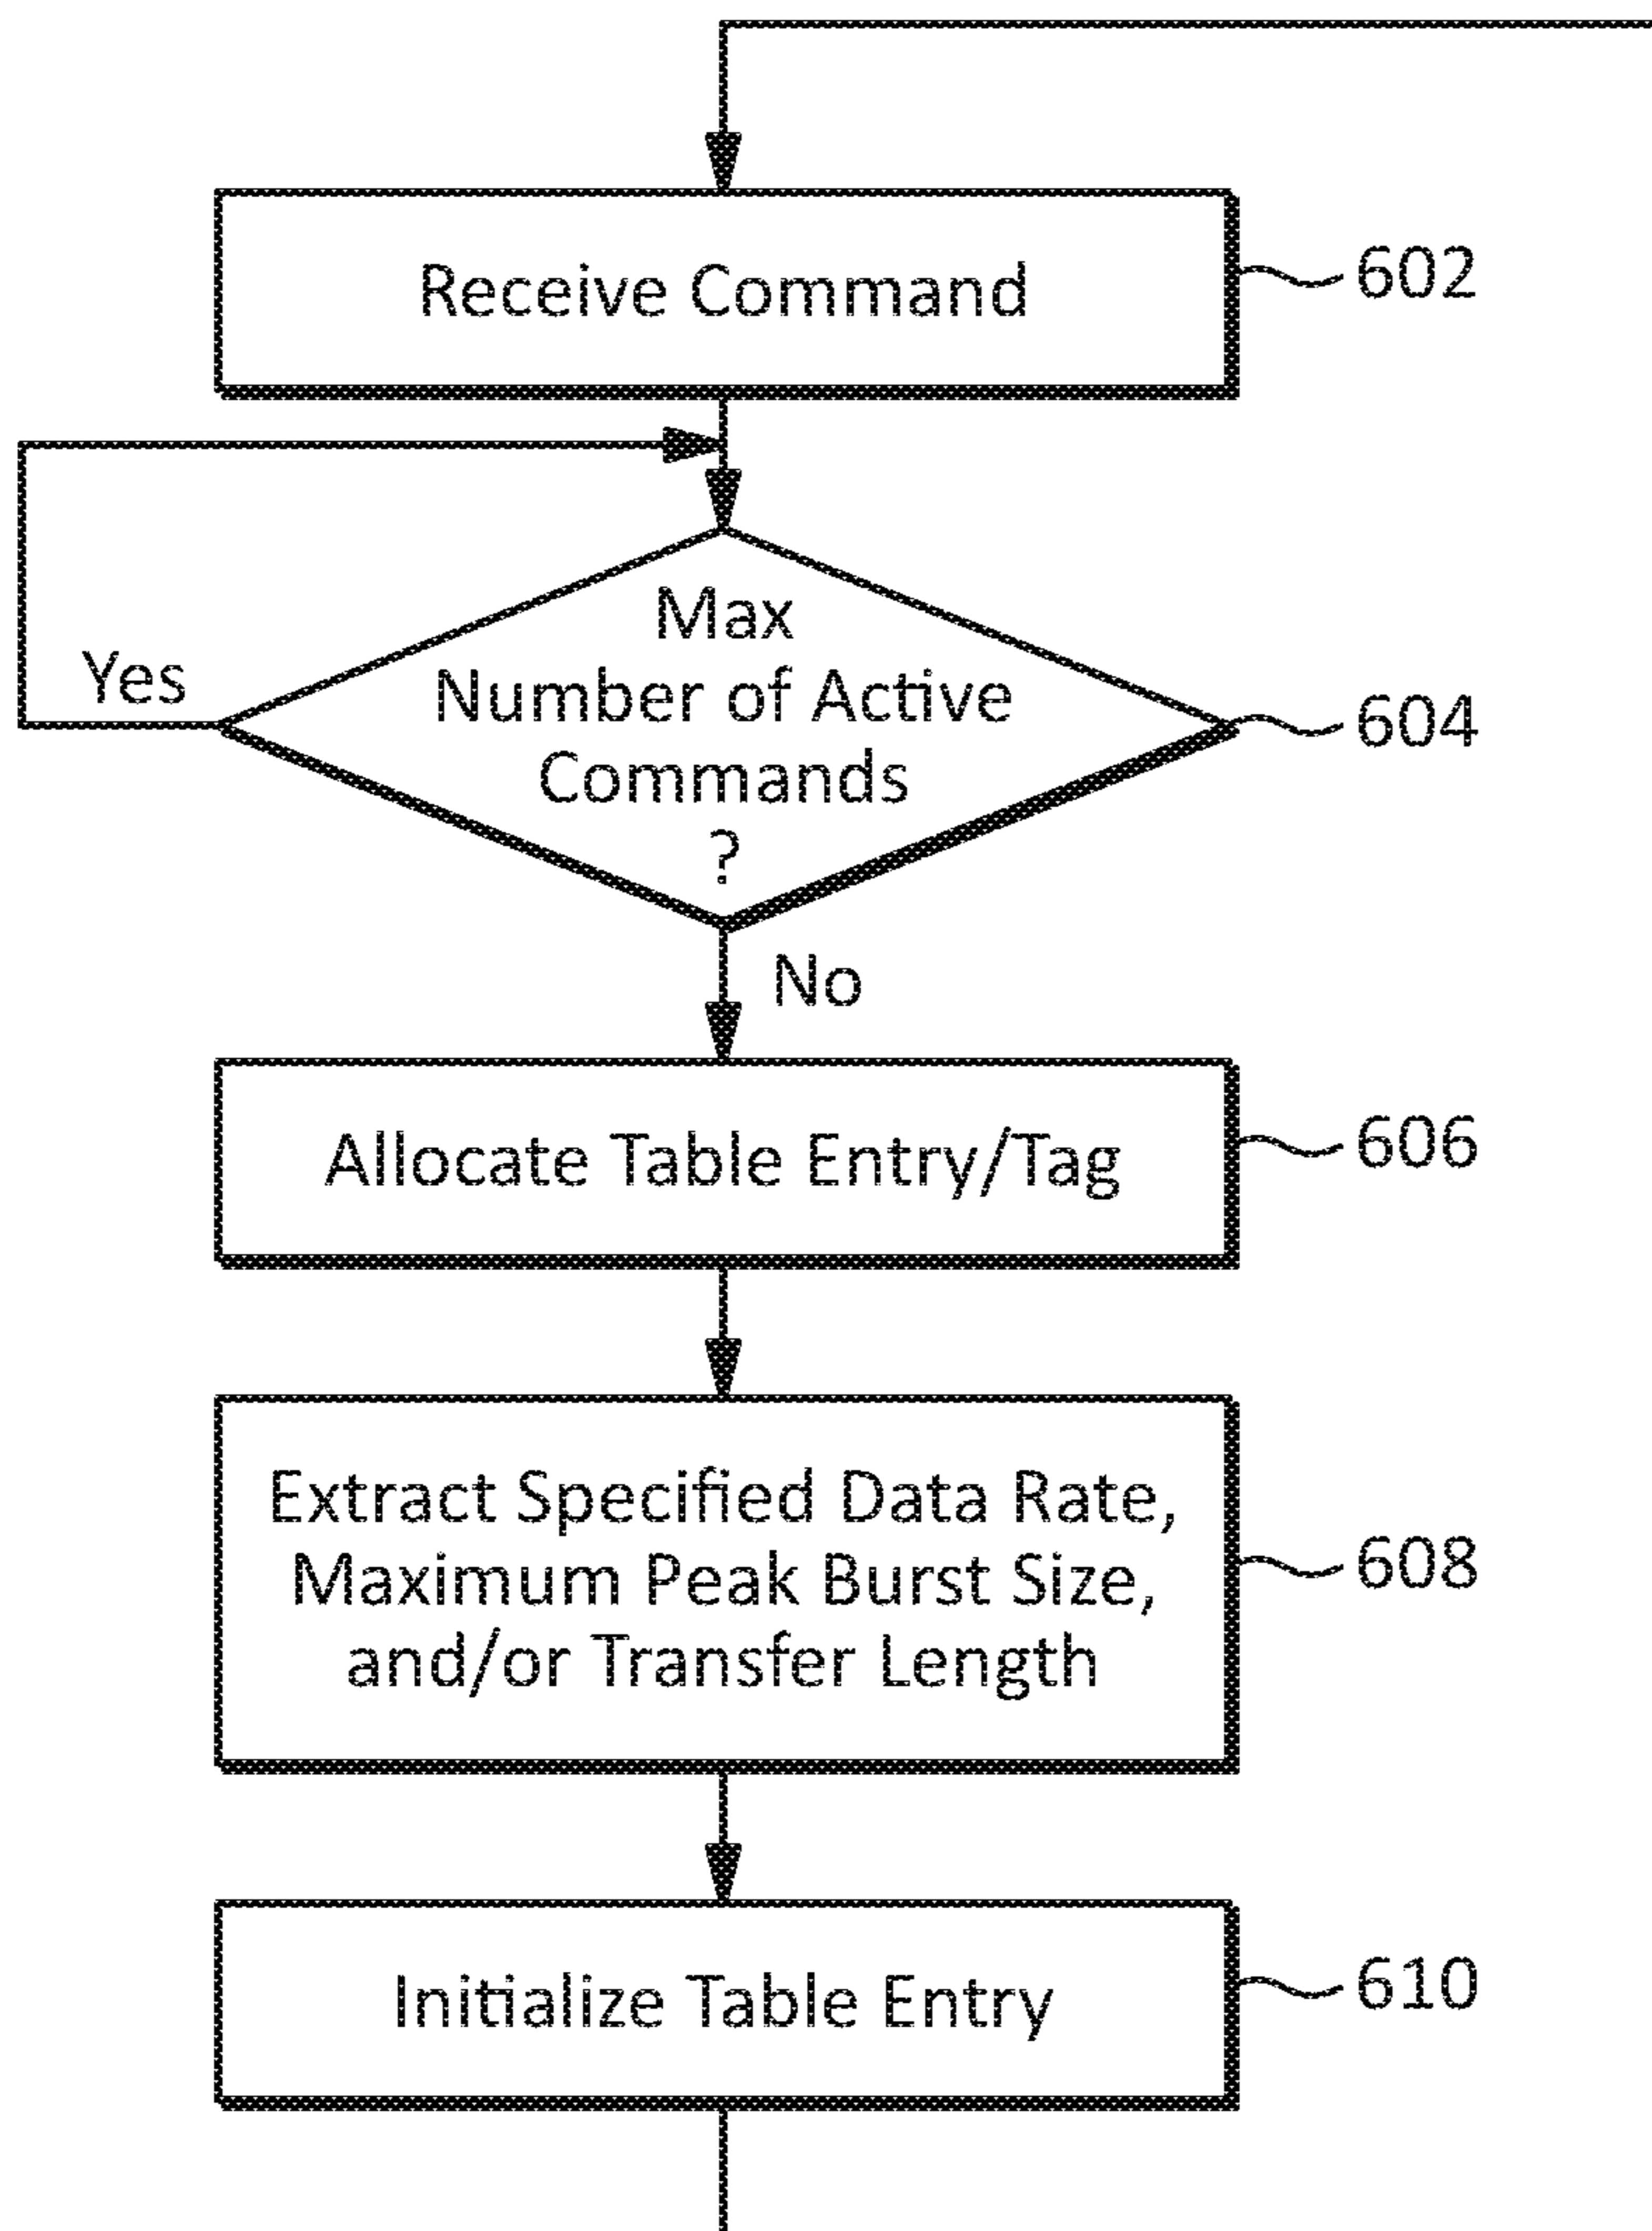 Receive Command
602
Max
Number of Active
Commands
?
Yes
604
No
Allocate Table Entry/Tag
606
Extract Specified Data Rate,
Maximum Peak Burst Size,
and/or Transfer Length
608
Initialize Table Entry
610